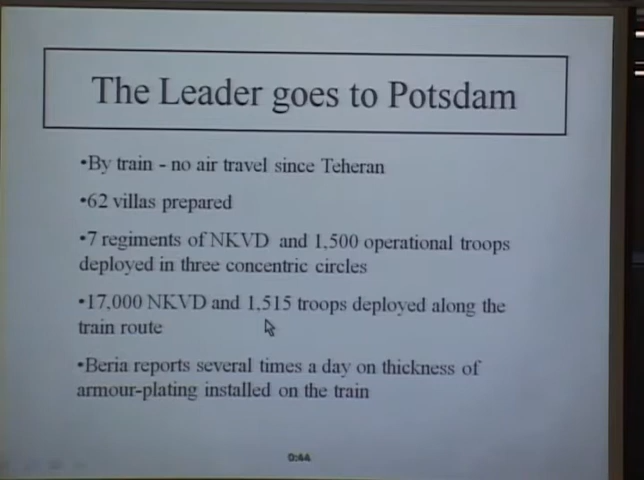 The Leader goes to Potsdam
•By train - no air travel since Teheran
•62 villas prepared
•7 regiments of NKVD and 1,500 operational troops
deployed in three concentric circles
•17,000 NKVD and 1,515 troops deployed along the
train route
•Beria reports several times a day on thickness of
armour-plating installed on the train
0:44